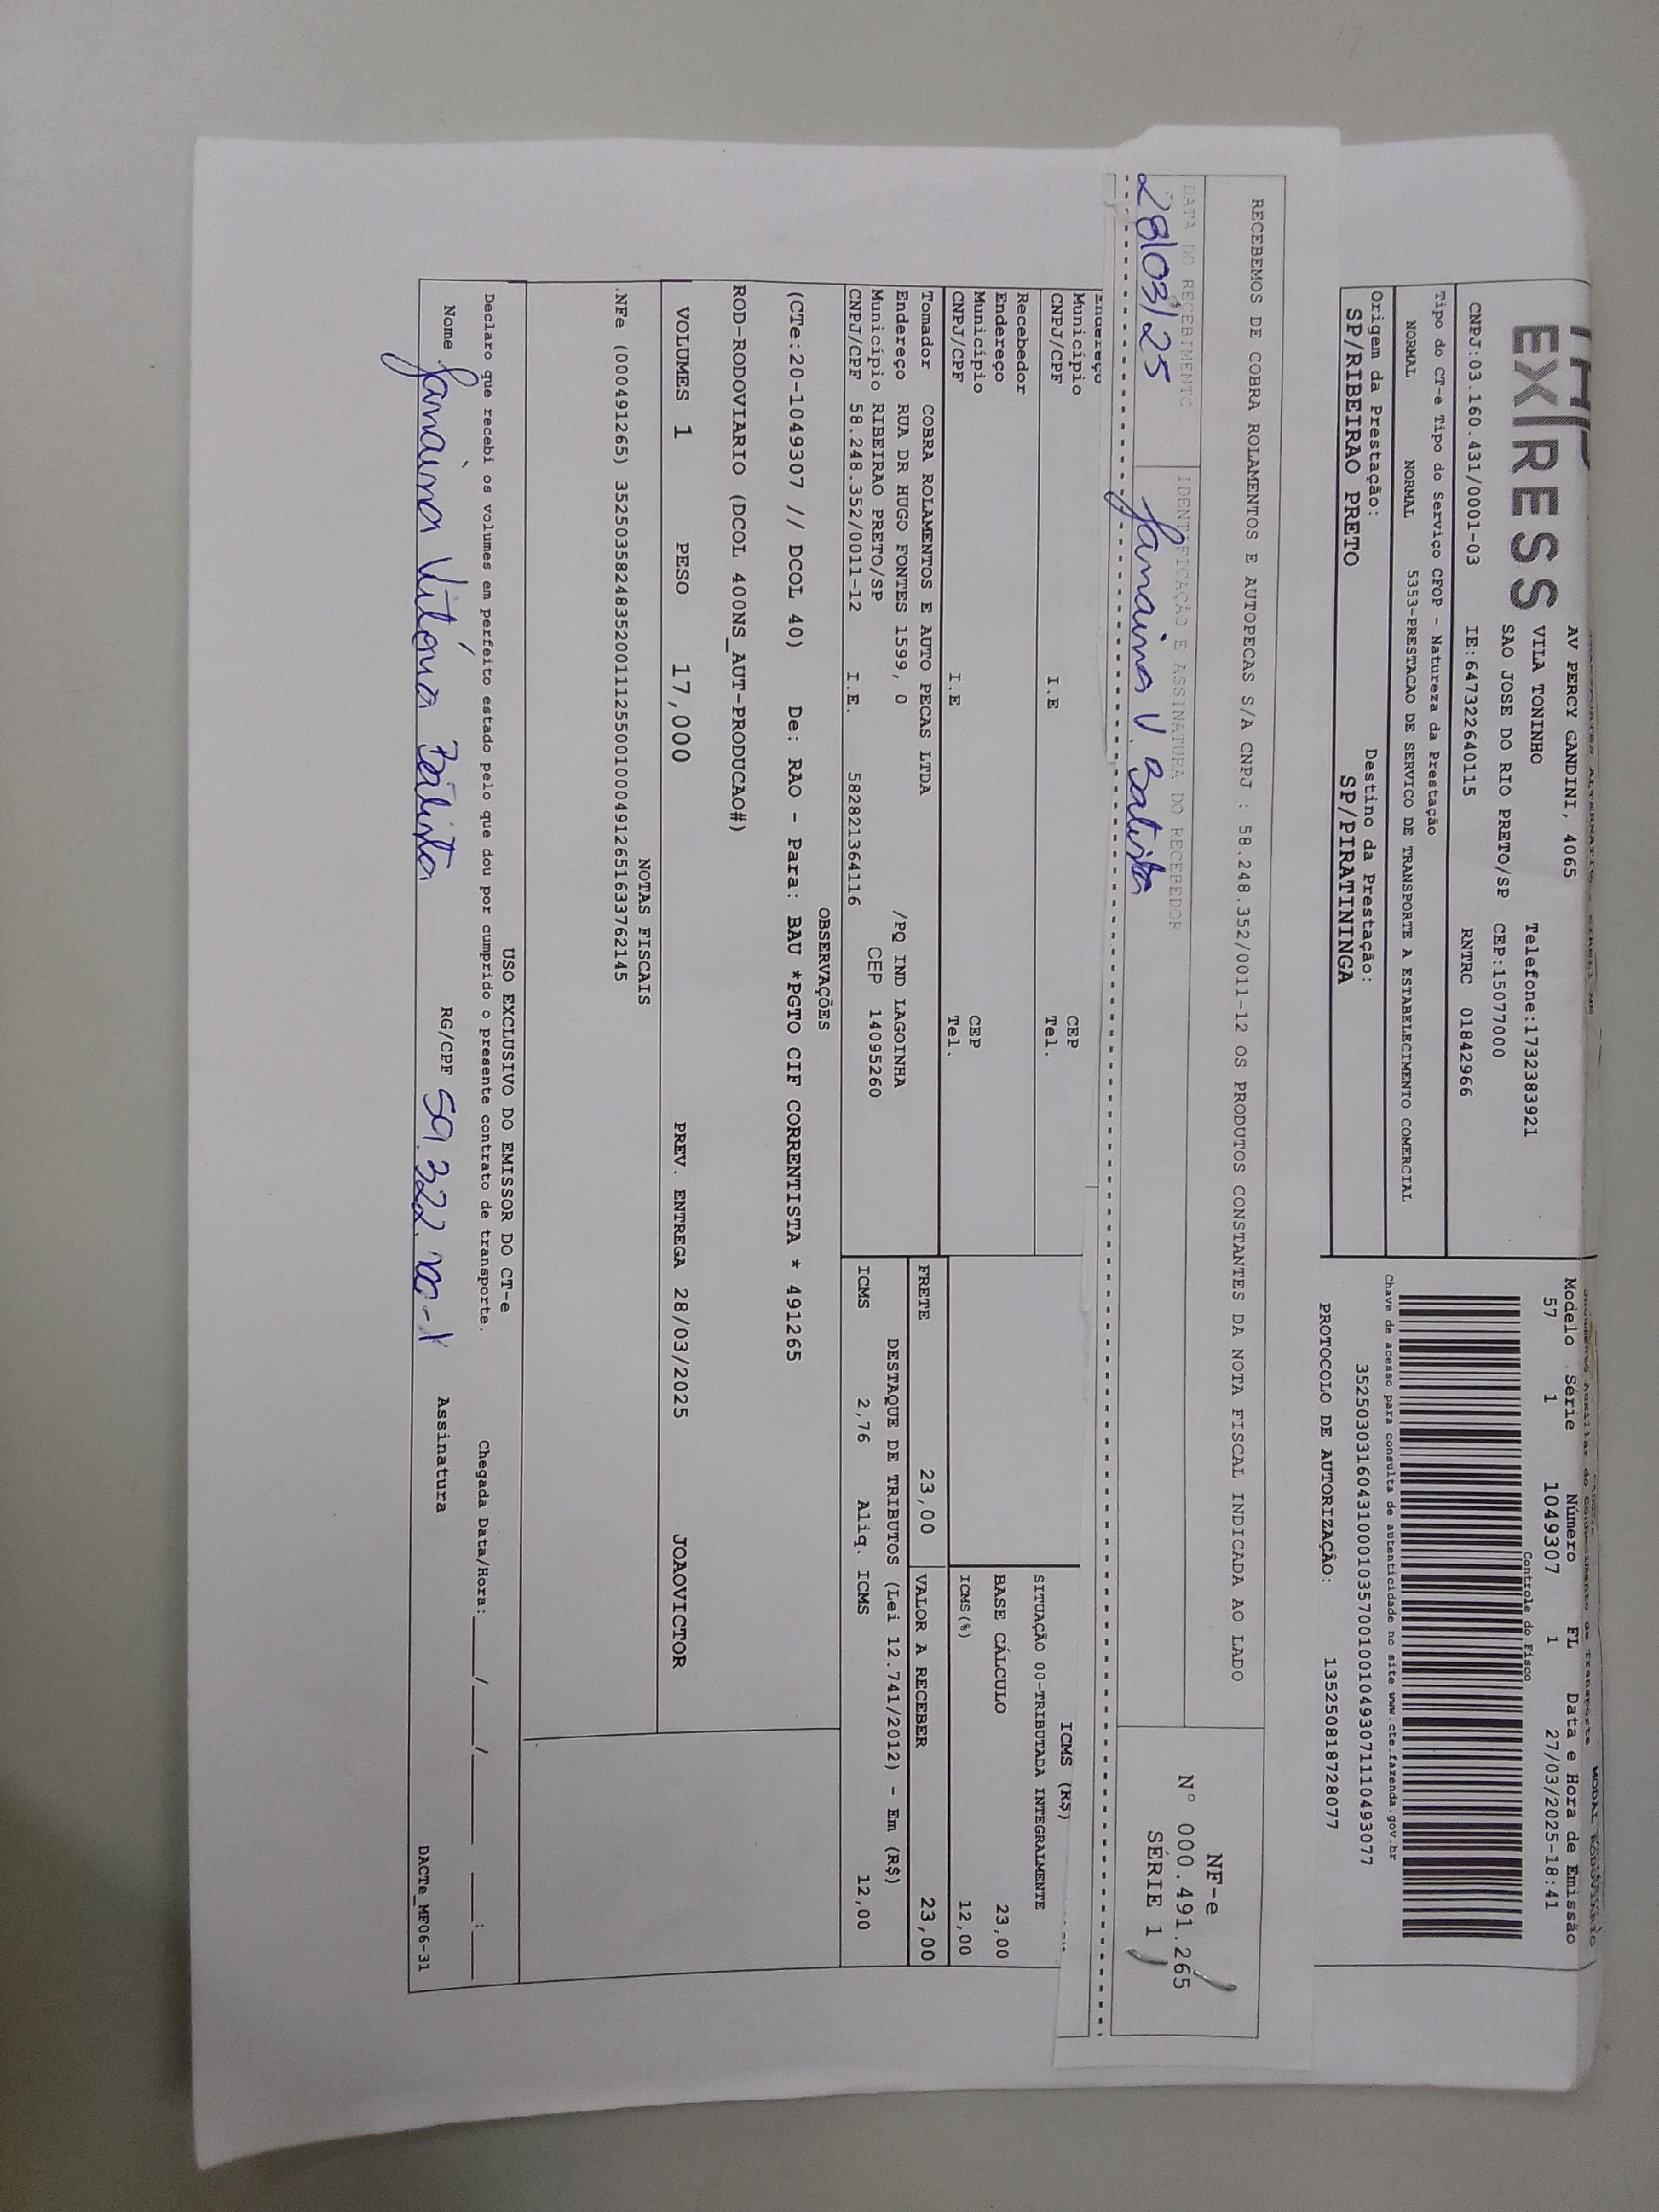 EXPRESS
AV PERCY GANDINI, 4065
VILA TONINHO Telefone:1732383921
SAO JOSE DO RIO PRETO/SP CEP:15077000
CNPJ:03.160.431/0001-03 IE:647322640115 RNTRC 01842966
Tipo do CT-e Tipo do Serviço CFOP - Natureza da Prestação
NORMAL NORMAL 5353-PRESTACAO DE SERVICO DE TRANSPORTE A ESTABELECIMENTO COMERCIAL
Origem da Prestação: Destino da Prestação:
SP/RIBEIRAO PRETO SP/PIRATININGA
Modelo Série Número FL Data e Hora de Emissão
57 1 1049307 1 27/03/2025-18:41
Controle do Fisco
Chave de acesso para consulta de autenticidade no site www.cte.fazenda.gov.br
35250303160431000103570010010493071110493077
PROTOCOLO DE AUTORIZAÇÃO: 135250818728077
RECEBEMOS DE COBRA ROLAMENTOS E AUTOPECAS S/A CNPJ : 58.248.352/0011-12 OS PRODUTOS CONSTANTES DA NOTA FISCAL INDICADA AO LADO
DATA DO RECEBIMENTO IDENTIFICAÇÃO E ASSINATURA DO RECEBEDOR
28/03/25 Janaina V. Batista
NF-e
Nº 000.491.265
SÉRIE 1
Endereço
Município CEP
CNPJ/CPF I.E Tel.
Recebedor
Endereço
Município CEP
CNPJ/CPF I.E Tel.
ICMS (R$)
SITUAÇÃO 00-TRIBUTADA INTEGRALMENTE
BASE CÁLCULO 23,00
ICMS(%) 12,00
Tomador COBRA ROLAMENTOS E AUTO PECAS LTDA
Endereço RUA DR HUGO FONTES 1599, 0 /PQ IND LAGOINHA
Município RIBEIRAO PRETO/SP CEP 14095260
CNPJ/CPF 58.248.352/0011-12 I.E. 582821364116
FRETE 23,00 VALOR A RECEBER 23,00
DESTAQUE DE TRIBUTOS (Lei 12.741/2012) - Em (R$)
ICMS 2,76 Aliq. ICMS 12,00
OBSERVAÇÕES
(CTe:20-1049307 // DCOL 40) De: RAO - Para: BAU *PGTO CIF CORRENTISTA * 491265
ROD-RODOVIARIO (DCOL 400NS_AUT-PRODUCAO#)
VOLUMES 1 PESO 17,000 PREV. ENTREGA 28/03/2025 JOAOVICTOR
NOTAS FISCAIS
.NFe (000491265) 35250358248352001112550010004912651633762145
USO EXCLUSIVO DO EMISSOR DO CT-e
Declaro que recebi os volumes em perfeito estado pelo que dou por cumprido o presente contrato de transporte. Chegada Data/Hora:____/____/______ ____:____
Nome Janaina Vitória Batista RG/CPF Assinatura
DACTe_MF06-31